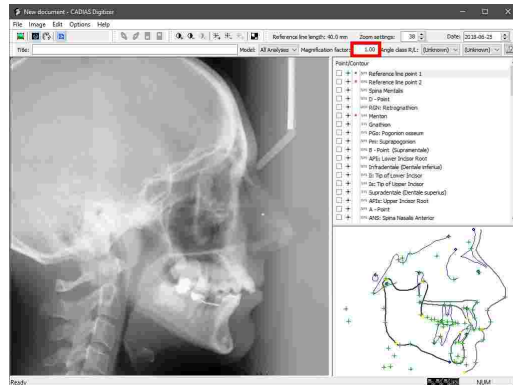 New document - CADIAS Digitizer
File Image Edit Options Help
Reference line length: 40.0 mm Zoom settings: 38 Date: 2018-06-25
Title: Model: All Analyses Magnification factor: 1.00 Angle class R/L: (Unknown) (Unknown)
Point/Contour
Reference line point 1
Reference line point 2
Spina Mentalis
D - Point
RGN: Retrognathion
Menton
Gnathion
PGo: Pogonion osseum
Pm: Suprapogonion
B - Point (Supramentale)
API: Lower Incisor Root
Infradentale (Dentale inferius)
Ii: Tip of Lower Incisor
Is: Tip of Upper Incisor
Supradentale (Dentale superius)
APIs: Upper Incisor Root
A - Point
ANS: Spina Nasalis Anterior
Ready
NUM